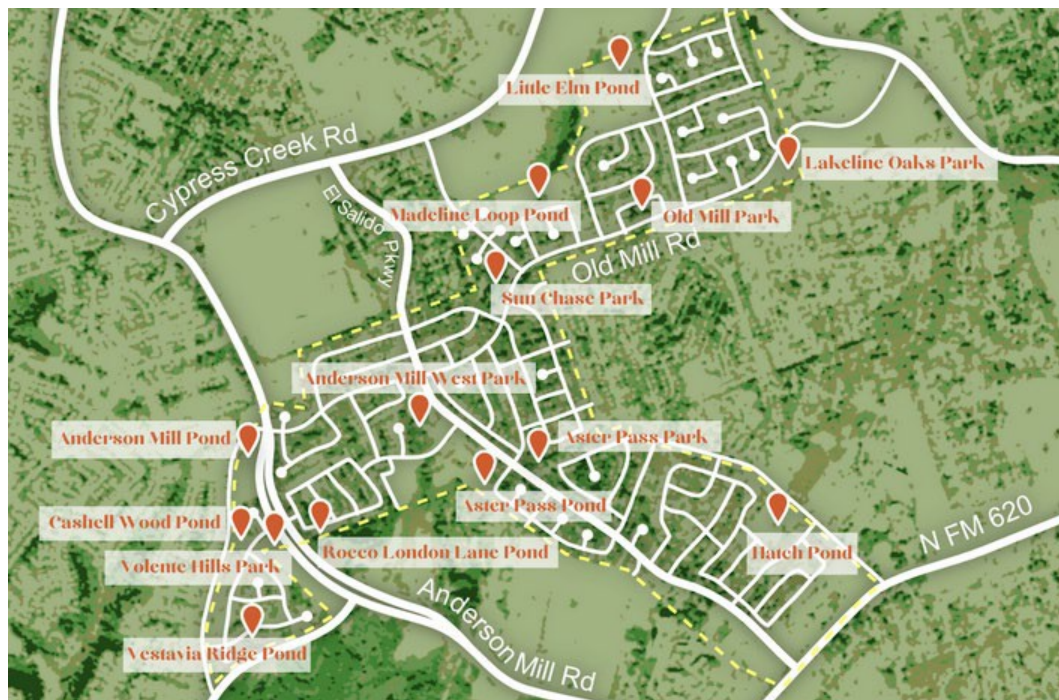 Little Elm Pond
Cypress Creek Rd
Lakeline Oaks Park
El Salido Pkwy
Madeline Loop Pond
Old Mill Park
Old Mill Rd
Sun Chase Park
Anderson Mill West Park
Anderson Mill Pond
Aster Pass Park
Aster Pass Pond
Cashell Wood Pond
Rocco London Lane Pond
Hatch Pond
N FM 620
Volente Hills Park
Anderson Mill Rd
Vestavia Ridge Pond